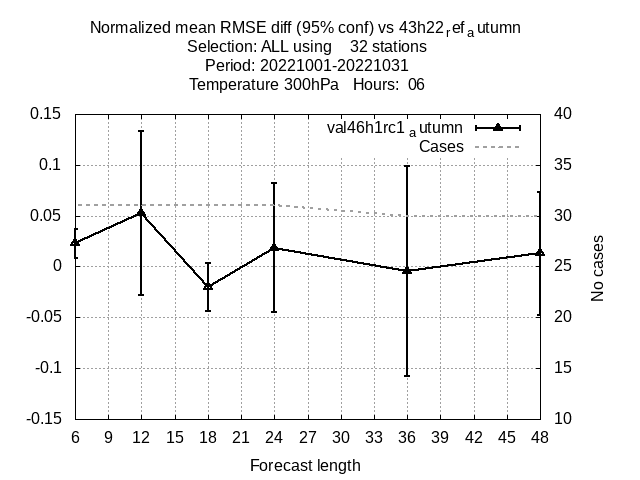 Normalized mean RMSE diff (95% conf) vs 43h22refautumn
Selection: ALL using 32 stations
Period: 20221001-20221031
Temperature 300hPa Hours: 06
val46h1rc1autumn
Cases
0.15
0.1
0.05
0
-0.05
-0.1
-0.15
40
35
30
25
20
15
10
No cases
6 9 12 15 18 21 24 27 30 33 36 39 42 45 48
Forecast length